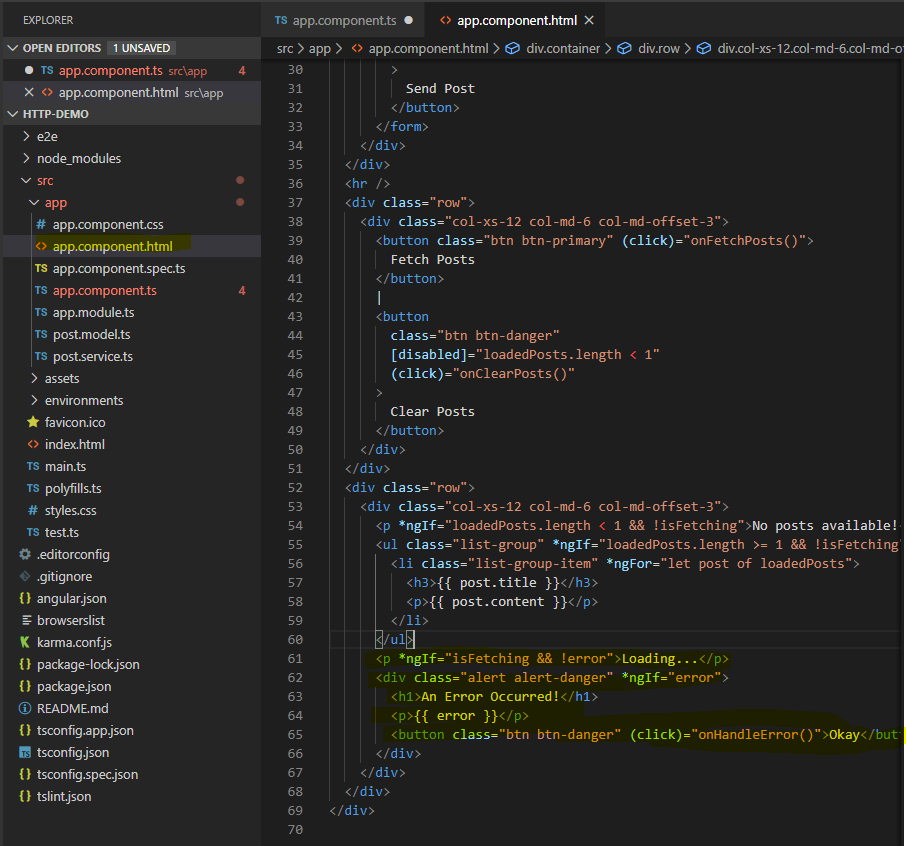 EXPLORER
OPEN EDITORS 1 UNSAVED
TS app.component.ts src\app 4
app.component.html src\app
HTTP-DEMO
e2e
node_modules
src
app
# app.component.css
<> app.component.html
TS app.component.spec.ts
TS app.component.ts 4
TS app.module.ts
TS post.model.ts
TS post.service.ts
assets
environments
favicon.ico
<> index.html
TS main.ts
TS polyfills.ts
# styles.css
TS test.ts
.editorconfig
.gitignore
{} angular.json
browserslist
K karma.conf.js
{} package-lock.json
{} package.json
README.md
{} tsconfig.app.json
TS tsconfig.json
{} tsconfig.spec.json
{} tslint.json
TS app.component.ts
<> app.component.html
src > app > <> app.component.html > div.container > div.row > div.col-xs-12.col-md-6.col-md-o
30 >
31 Send Post
32 </button>
33 </form>
34 </div>
35 </div>
36 <hr />
37 <div class="row">
38 <div class="col-xs-12 col-md-6 col-md-offset-3">
39 <button class="btn btn-primary" (click)="onFetchPosts()">
40 Fetch Posts
41 </button>
42 |
43 <button
44 class="btn btn-danger"
45 [disabled]="loadedPosts.length < 1"
46 (click)="onClearPosts()"
47 >
48 Clear Posts
49 </button>
50 </div>
51 </div>
52 <div class="row">
53 <div class="col-xs-12 col-md-6 col-md-offset-3">
54 <p *ngIf="loadedPosts.length < 1 && !isFetching">No posts available!
55 <ul class="list-group" *ngIf="loadedPosts.length >= 1 && !isFetching"
56 <li class="list-group-item" *ngFor="let post of loadedPosts">
57 <h3>{{ post.title }}</h3>
58 <p>{{ post.content }}</p>
59 </li>
60 </ul>
61 <p *ngIf="isFetching && !error">Loading...</p>
62 <div class="alert alert-danger" *ngIf="error">
63 <h1>An Error Occurred!</h1>
64 <p>{{ error }}</p>
65 <button class="btn btn-danger" (click)="onHandleError()">Okay</but
66 </div>
67 </div>
68 </div>
69 </div>
70